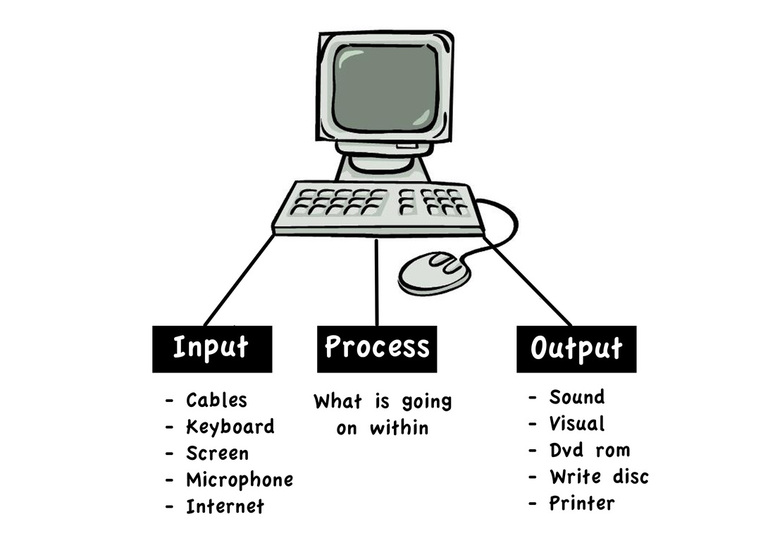 Input
- Cables
- Keyboard
- Screen
- Microphone
- Internet
Process
What is going
on within
Output
- Sound
- Visual
- Dvd rom
- Write disc
- Printer